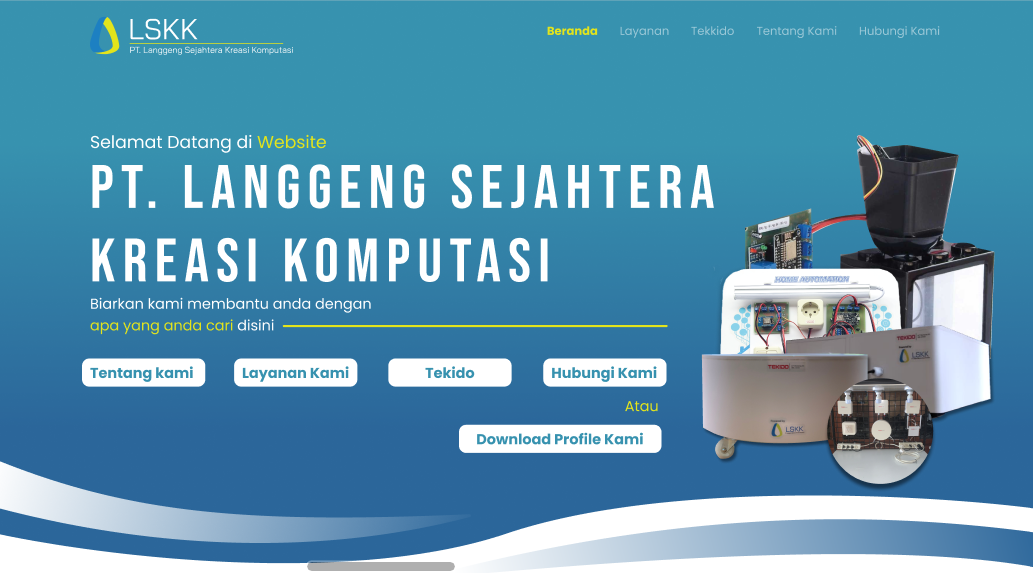 LSKK
PT. Langgeng Sejahtera Kreasi Komputasi
Beranda Layanan Tekkido Tentang Kami Hubungi Kami
Selamat Datang di Website
PT. LANGGENG SEJAHTERA
KREASI KOMPUTASI
Biarkan kami membantu anda dengan
apa yang anda cari disini
Tentang kami Layanan Kami Tekido Hubungi Kami
Atau
Download Profile Kami
HOME AUTOMATION
TEKIDO
LSKK
TEKIDO
LSKK